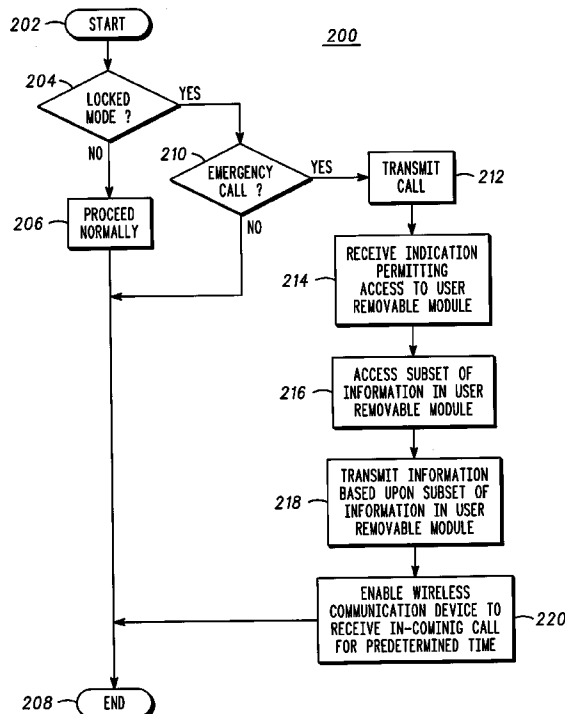 202
START
200
204
LOCKED
MODE ?
YES
NO
210
EMERGENCY
CALL ?
YES
NO
TRANSMIT
CALL
212
206
PROCEED
NORMALLY
214
RECEIVE INDICATION
PERMITTING
ACCESS TO USER
REMOVABLE MODULE
216
ACCESS SUBSET OF
INFORMATION IN USER
REMOVABLE MODULE
218
TRANSMIT INFORMATION
BASED UPON SUBSET OF
INFORMATION IN USER
REMOVABLE MODULE
ENABLE WIRELESS
COMMUNICATION DEVICE TO
RECEIVE IN-COMINIG CALL
FOR PREDETERMINED TIME
220
208
END